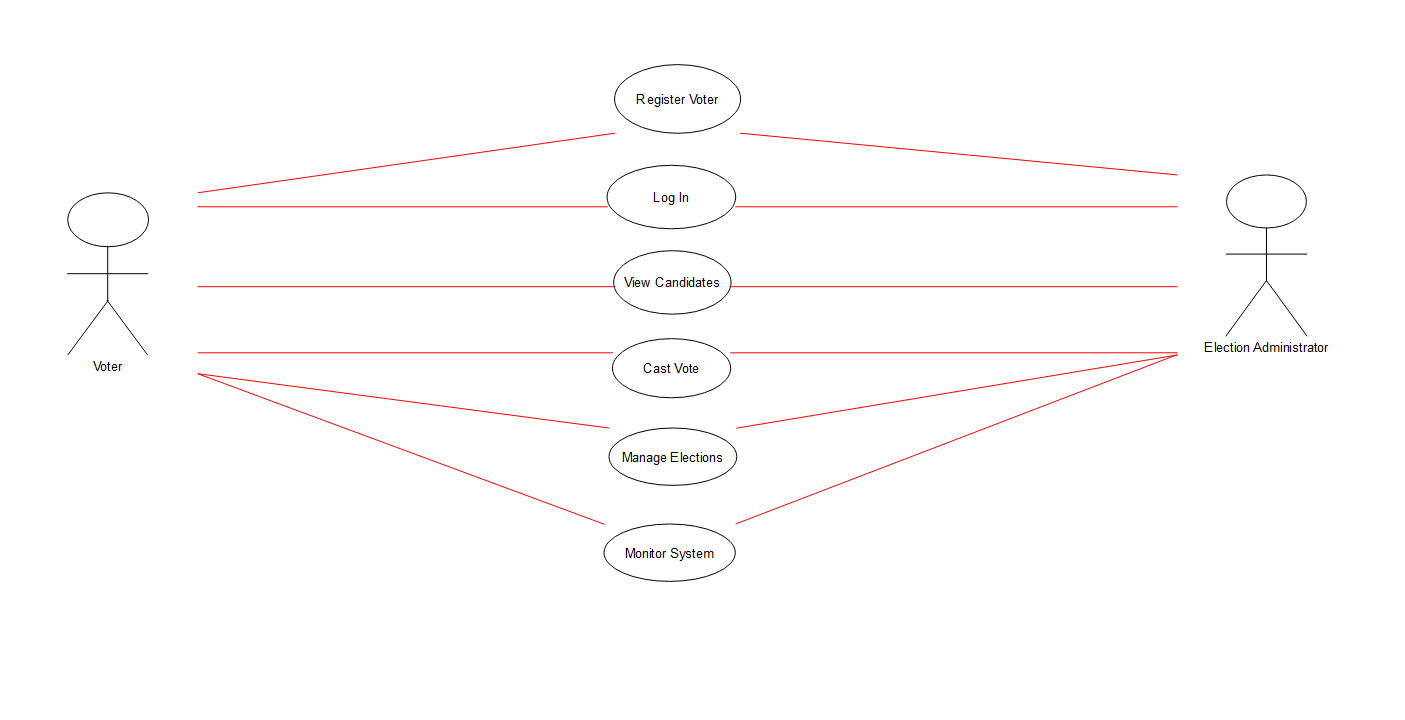 Register Voter
Log In
View Candidates
Election Administrator
Voter
Cast Vote
Manage Elections
Monitor System